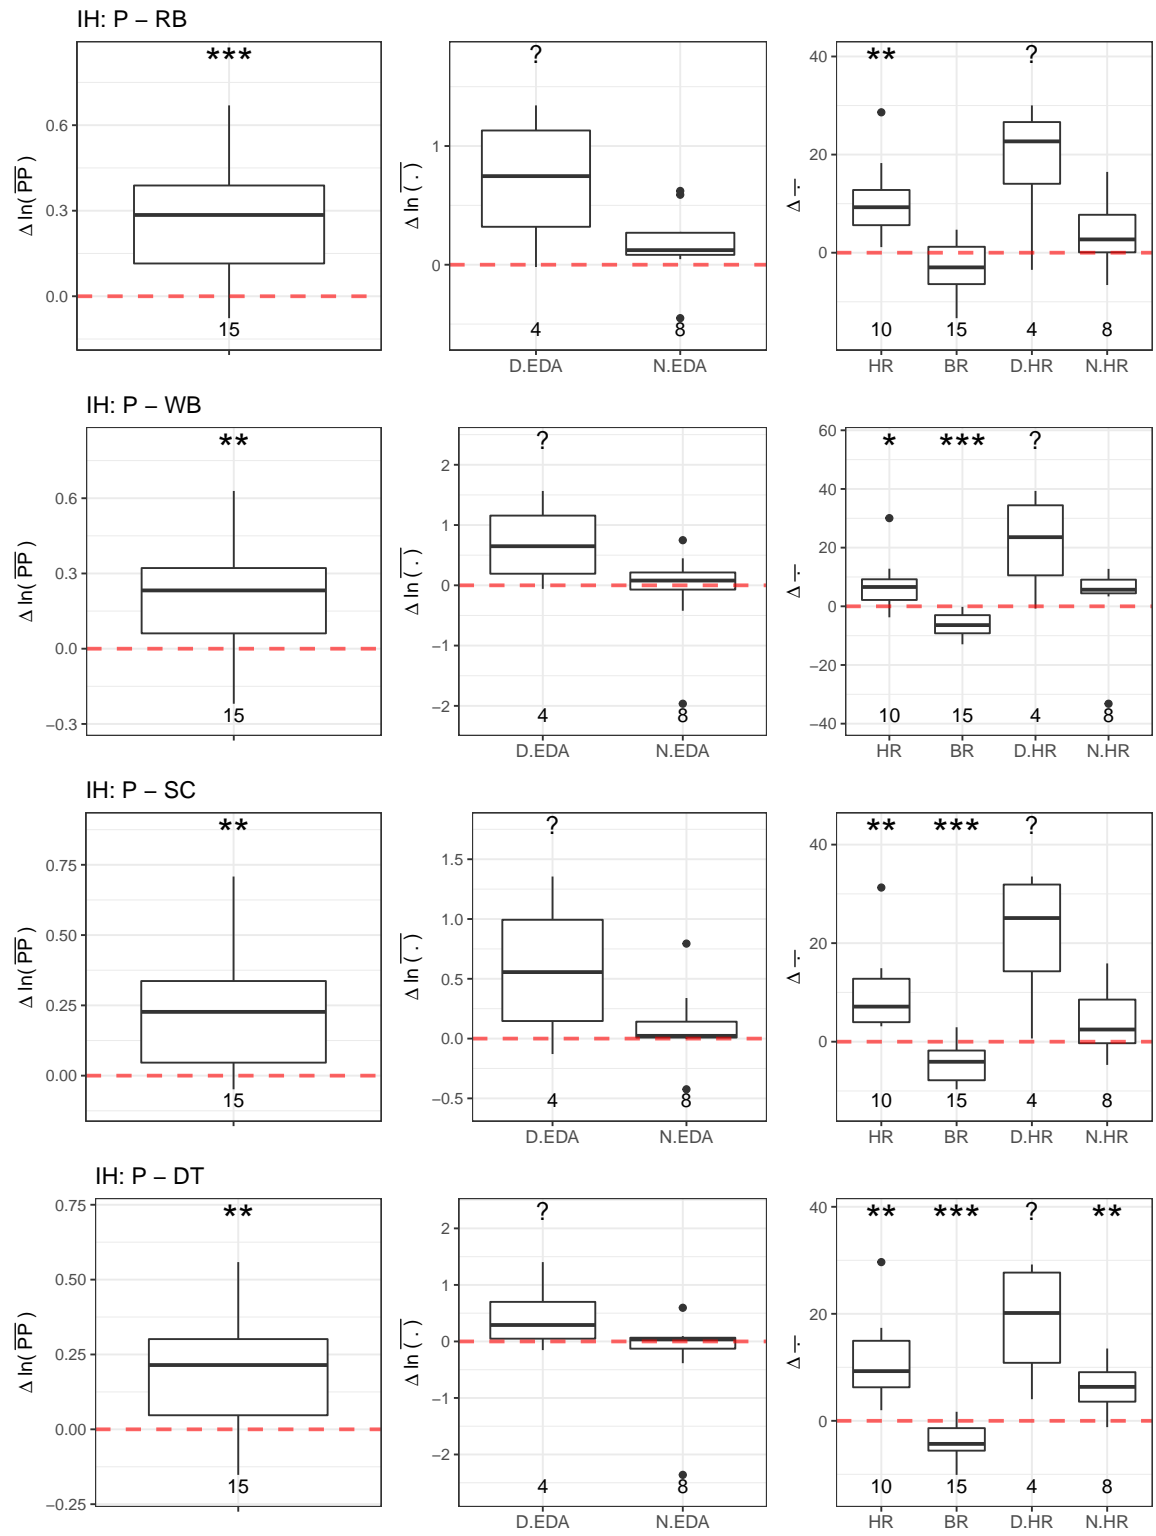 IH: P – RB
*** ? ** ?
Δ ln( PP )
0.6
0.3
0.0
15
Δ ln ( . )
1
0
4 8
D.EDA N.EDA
Δ .
40
20
0
10 15 4 8
HR BR D.HR N.HR
IH: P – WB
** ? * *** ?
Δ ln( PP )
0.6
0.3
0.0
−0.3
15
Δ ln ( . )
2
1
0
−1
−2
4 8
D.EDA N.EDA
Δ .
60
40
20
0
−20
−40
10 15 4 8
HR BR D.HR N.HR
IH: P – SC
** ? ** *** ?
Δ ln( PP )
0.75
0.50
0.25
0.00
15
Δ ln ( . )
1.5
1.0
0.5
0.0
−0.5
4 8
D.EDA N.EDA
Δ .
40
20
0
10 15 4 8
HR BR D.HR N.HR
IH: P – DT
** ? ** *** ? **
Δ ln( PP )
0.75
0.50
0.25
0.00
−0.25
15
Δ ln ( . )
2
1
0
−1
−2
4 8
D.EDA N.EDA
Δ .
40
20
0
10 15 4 8
HR BR D.HR N.HR